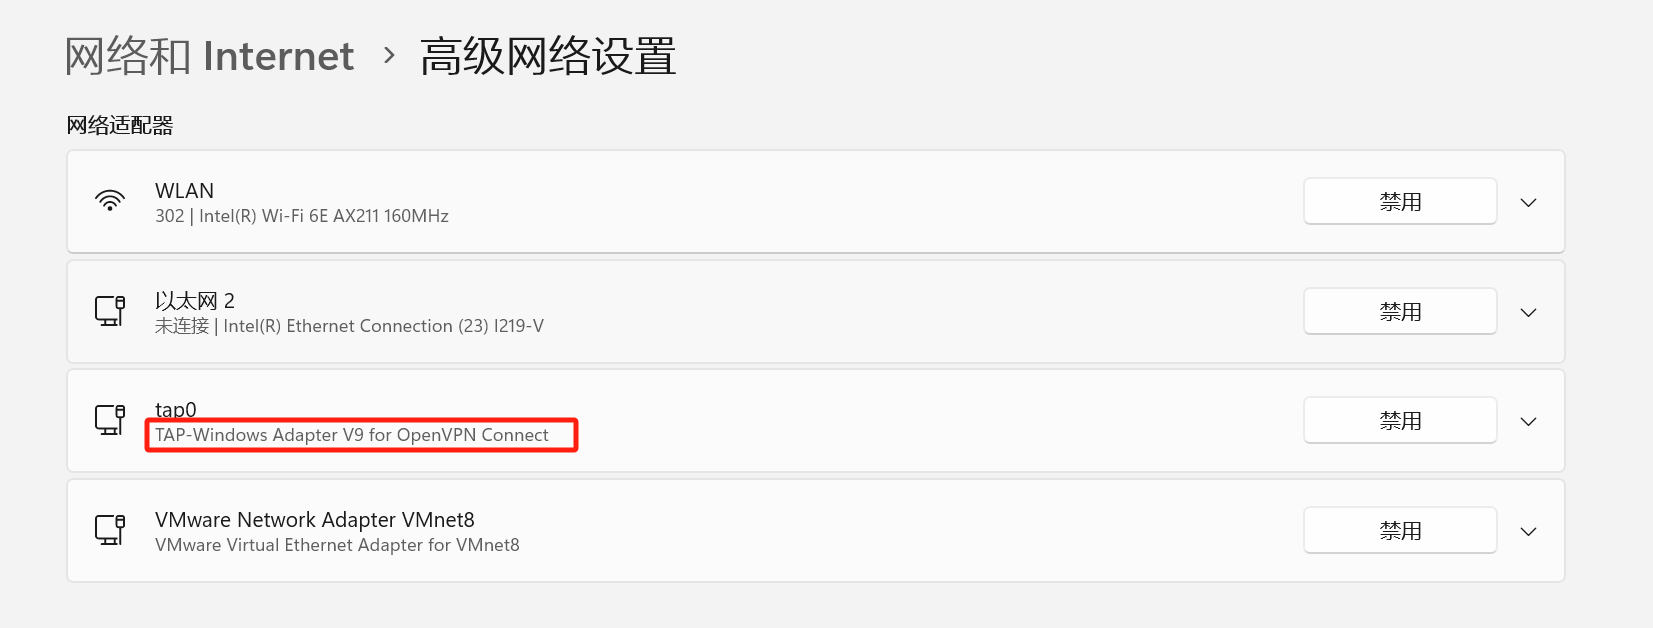 网络和 Internet › 高级网络设置
网络适配器
WLAN
302 | Intel(R) Wi-Fi 6E AX211 160MHz
禁用
以太网 2
未连接 | Intel(R) Ethernet Connection (23) I219-V
禁用
tap0
TAP-Windows Adapter V9 for OpenVPN Connect
禁用
VMware Network Adapter VMnet8
VMware Virtual Ethernet Adapter for VMnet8
禁用